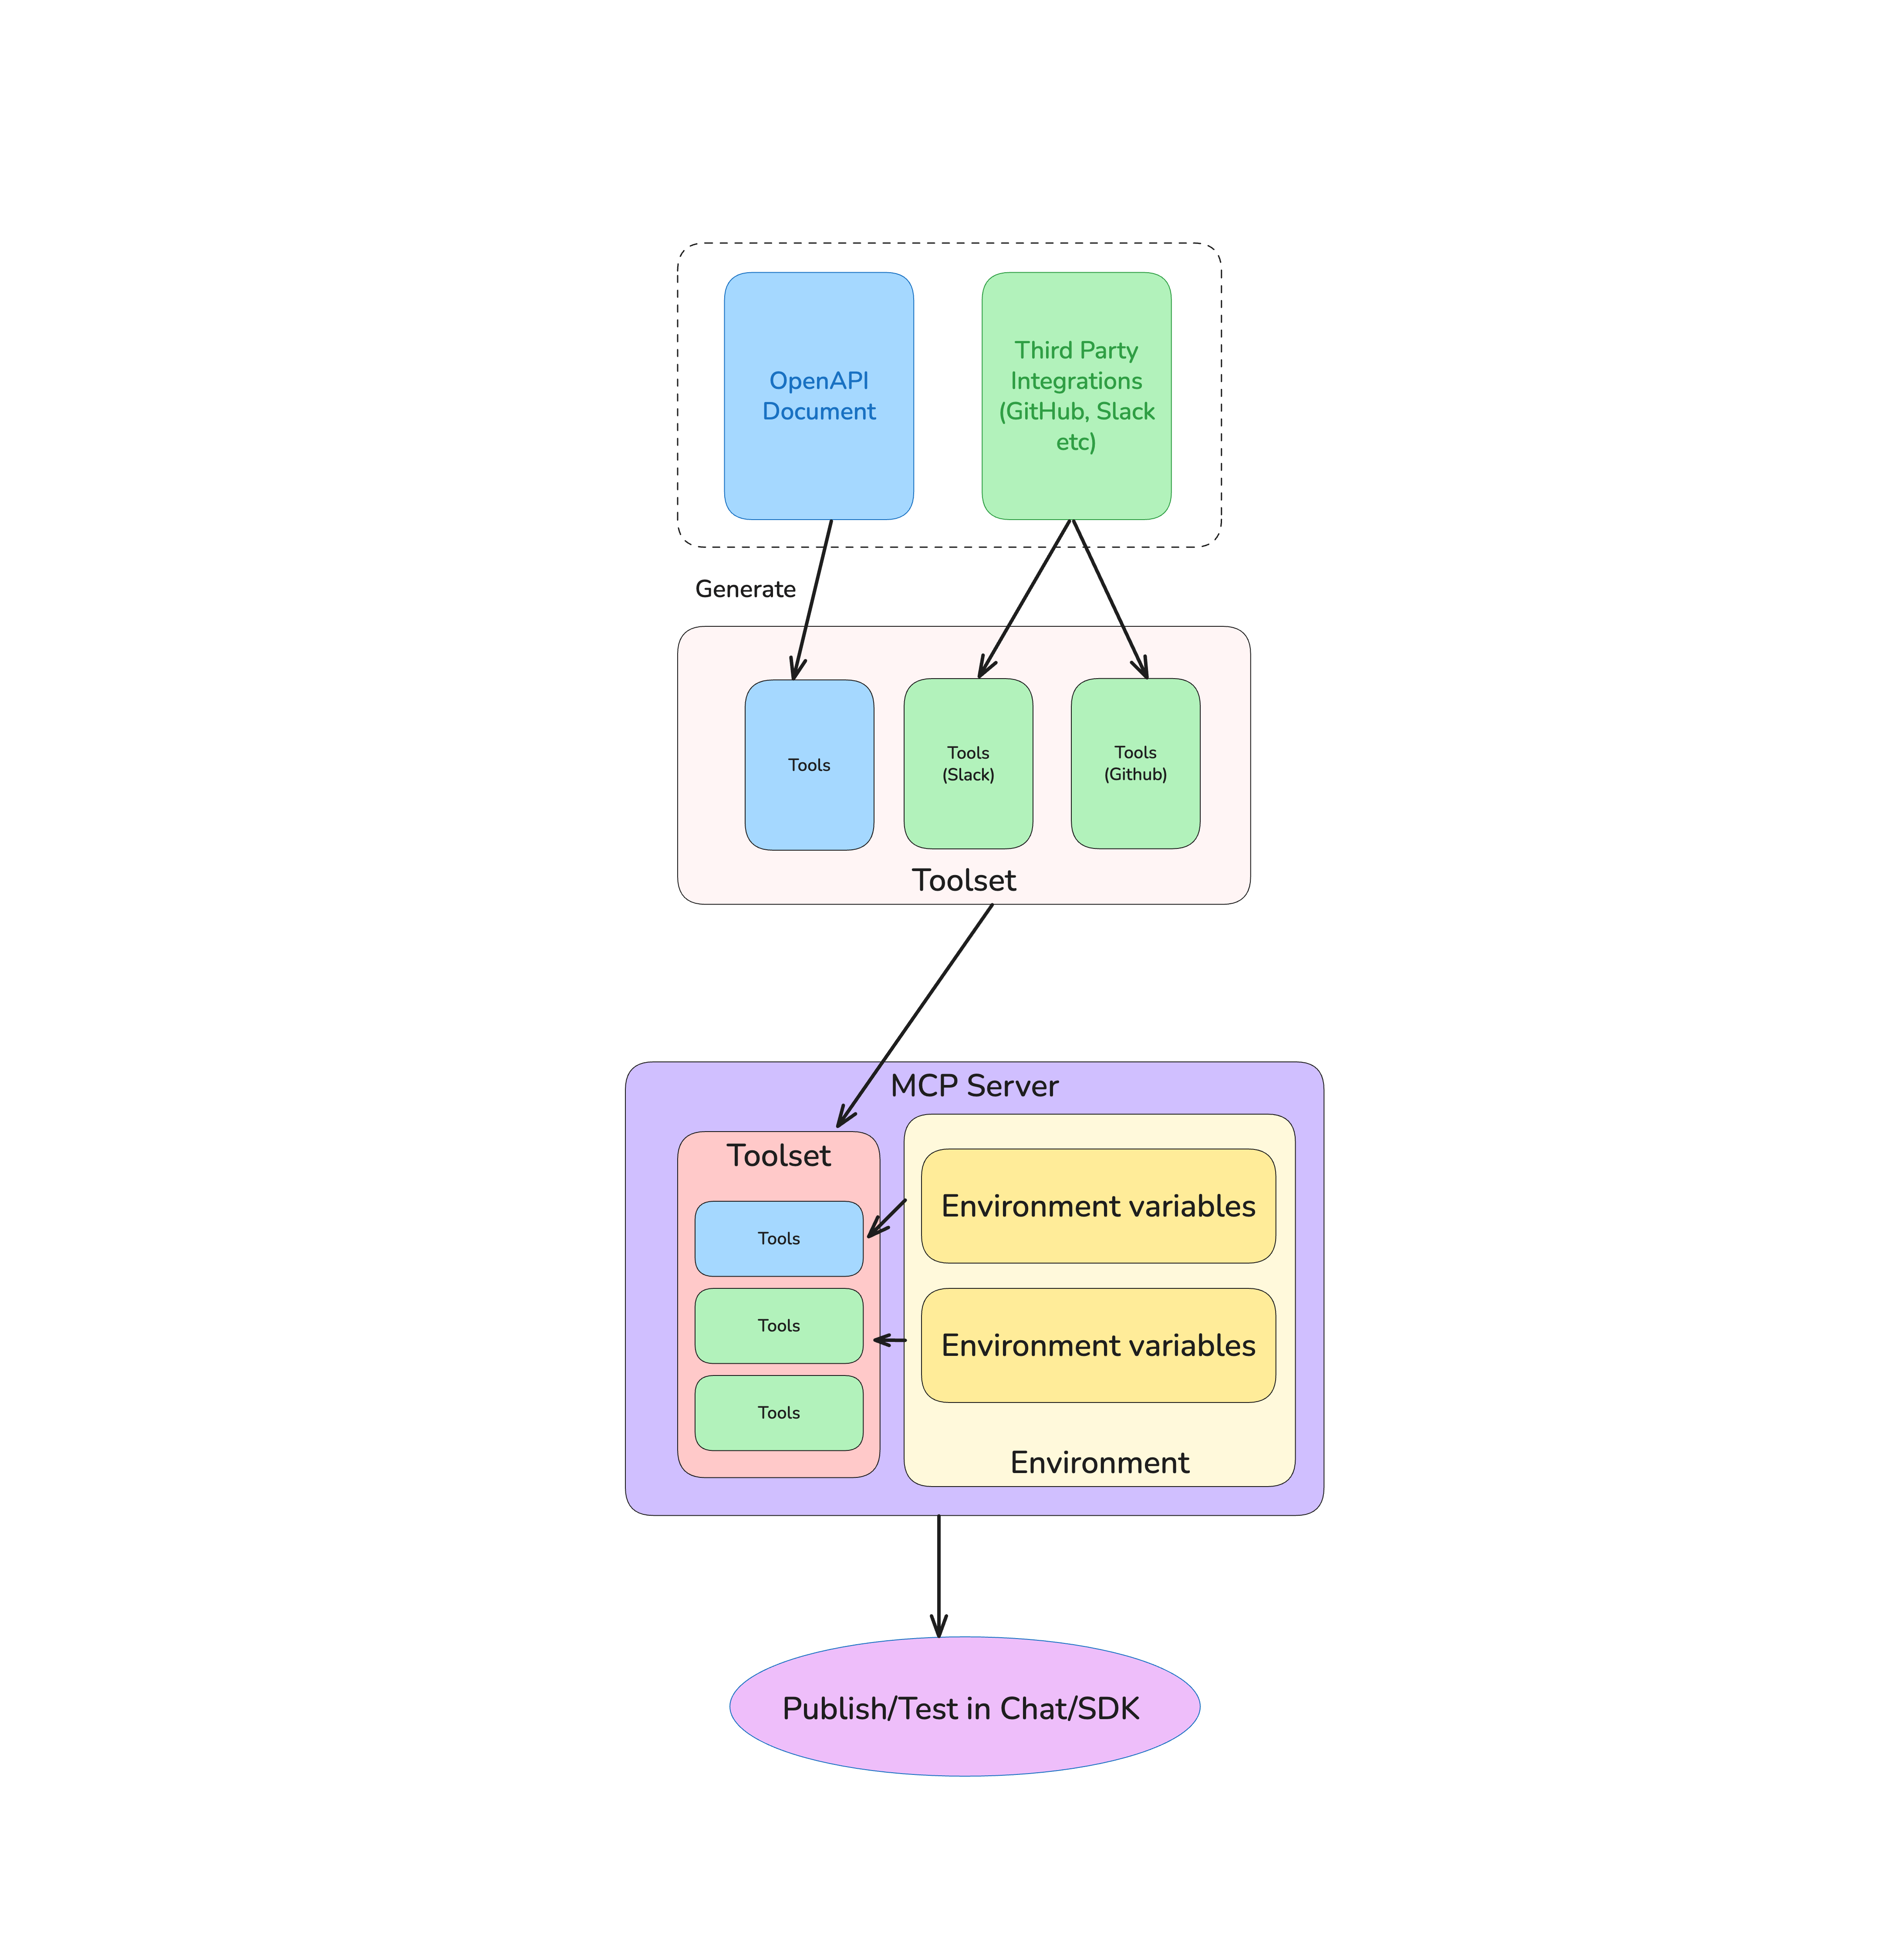 OpenAPI
Document
Third Party
Integrations
(GitHub, Slack
etc)
Generate
Tools
Tools
(Slack)
Tools
(Github)
Toolset
MCP Server
Toolset
Tools
Tools
Tools
Environment variables
Environment variables
Environment
Publish/Test in Chat/SDK